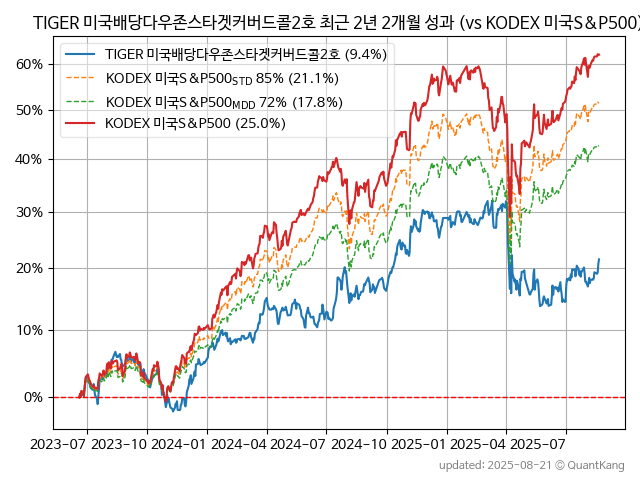 TIGER 미국배당다우존스타겟커버드콜2호 최근 2년 2개월 성과 (vs KODEX 미국S&P500)
TIGER 미국배당다우존스타겟커버드콜2호 (9.4%)
KODEX 미국S&P500STD 85% (21.1%)
KODEX 미국S&P500MDD 72% (17.8%)
KODEX 미국S&P500 (25.0%)
60%
50%
40%
30%
20%
10%
0%
2023-07 2023-10 2024-01 2024-04 2024-07 2024-10 2025-01 2025-04 2025-07
updated: 2025-08-21 © QuantKang